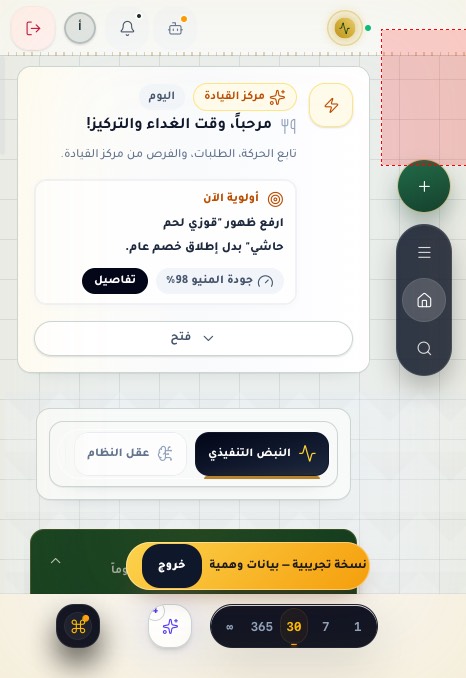 أ
مركز القيادة
اليوم
مرحباً، وقت الغداء والتركيز!
تابع الحركة، الطلبات، والفرص من مركز القيادة.
أولوية الآن
ارفع ظهور "قوزي لحم
حاشي" بدل إطلاق خصم عام.
جودة المنيو 98%
تفاصيل
فتح
النبض التنفيذي
عقل النظام
نسخة تجريبية — بيانات وهمية
خروج
1 7 30 365 ∞